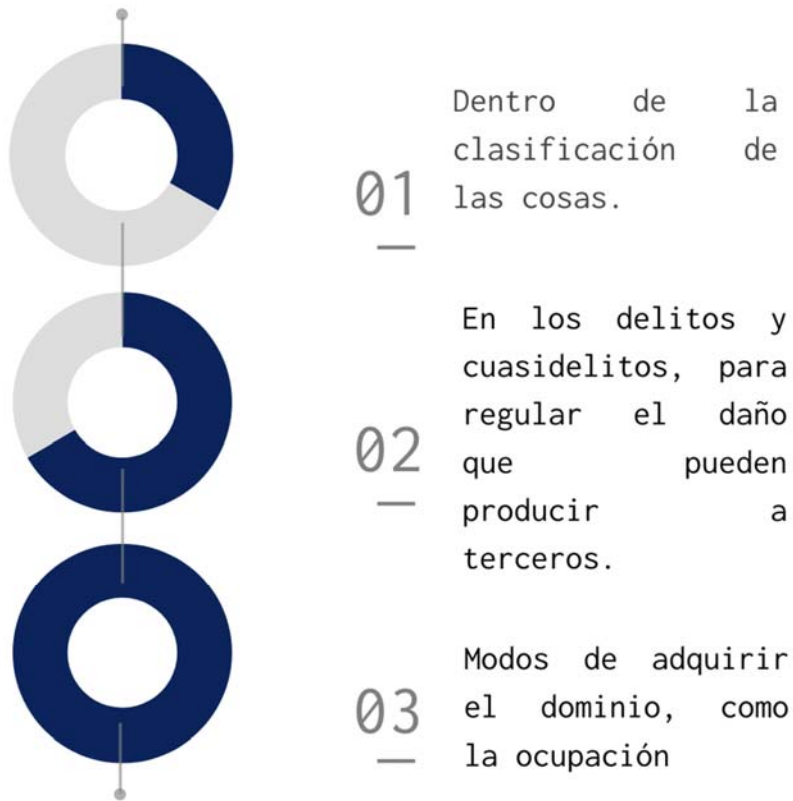 Dentro de la
clasificación de
las cosas.
01
En los delitos y
cuasidelitos, para
regular el daño
que pueden
producir a
terceros.
02
Modos de adquirir
el dominio, como
la ocupación
03